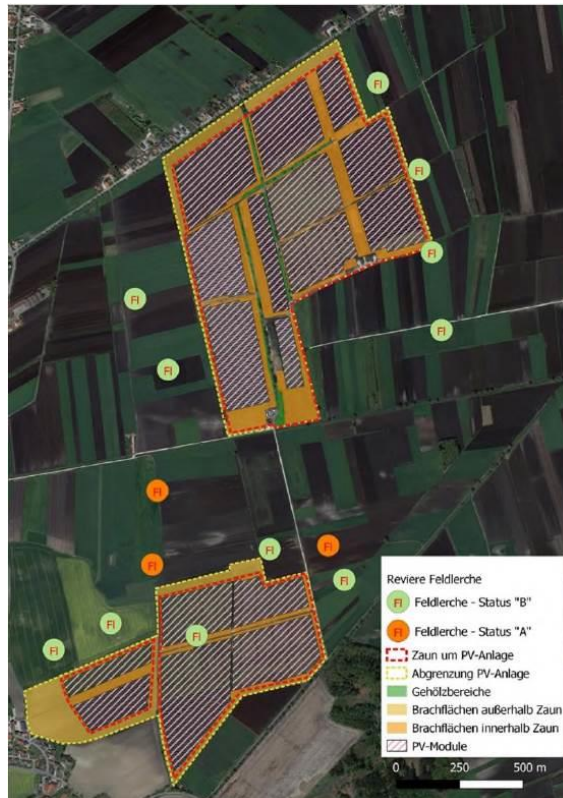 Fl
Fl
Fl
Fl
Fl
Fl
Fl
Fl
Fl
Fl
Fl
Fl
Fl
Fl
Reviere Feldlerche
Fl Feldlerche - Status "B"
Fl Feldlerche - Status "A"
Zaun um PV-Anlage
Abgrenzung PV-Anlage
Gehölzbereiche
Brachflächen außerhalb Zaun
Brachflächen innerhalb Zaun
PV-Module
0 250 500 m